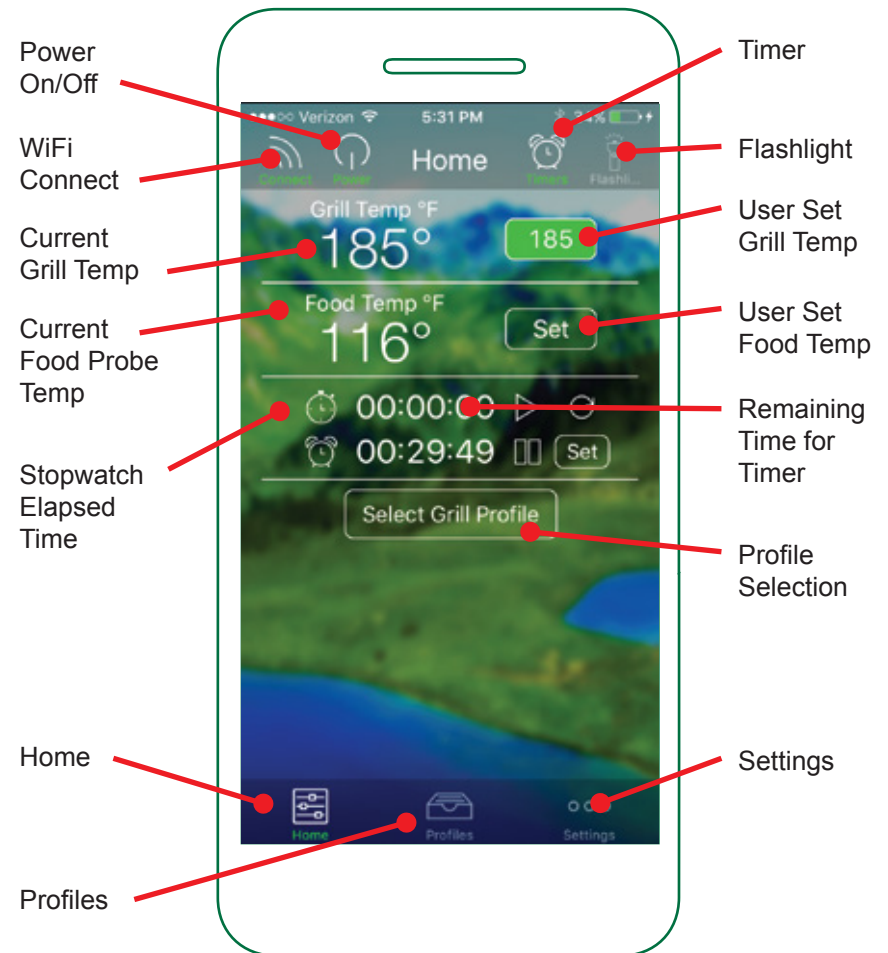 Power
On/Off
WiFi
Connect
Current
Grill Temp
Current
Food Probe
Temp
Stopwatch
Elapsed
Time
Home
Profiles
Verizon 5:31 PM
Home
Connect Power Timers Flashli...
Grill Temp °F
185° 185
Food Temp °F
116° Set
00:00:00
00:29:49 Set
Select Grill Profile
Home Profiles Settings
Timer
Flashlight
User Set
Grill Temp
User Set
Food Temp
Remaining
Time for
Timer
Profile
Selection
Settings